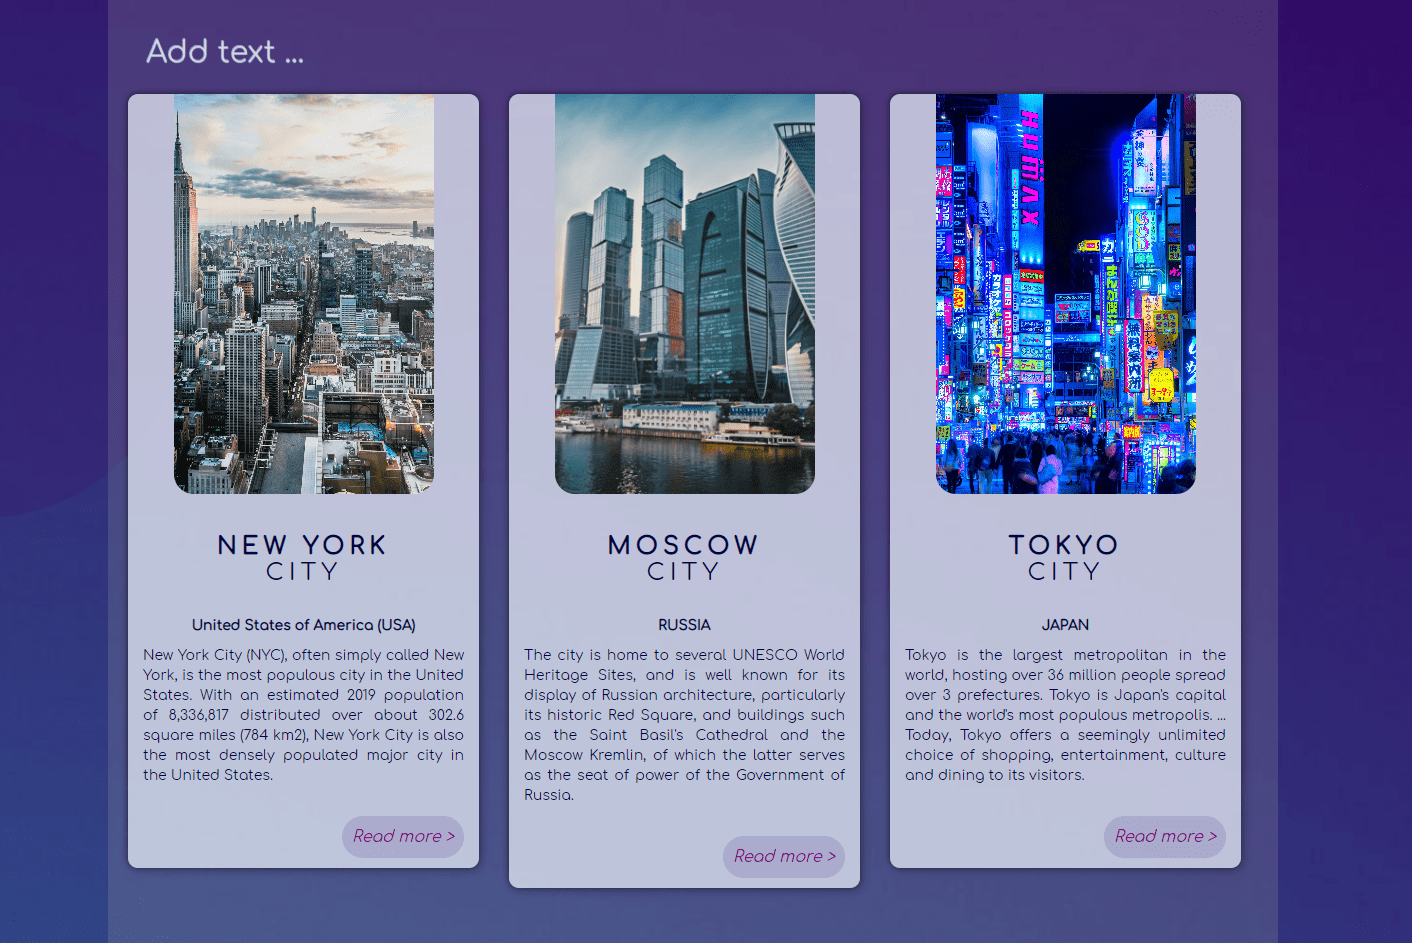 Add text ...
NEW YORK
CITY
United States of America (USA)
New York City (NYC), often simply called New
York, is the most populous city in the United
States. With an estimated 2019 population
of 8,336,817 distributed over about 302.6
square miles (784 km2), New York City is also
the most densely populated major city in
the United States.
Read more >
MOSCOW
CITY
RUSSIA
The city is home to several UNESCO World
Heritage Sites, and is well known for its
display of Russian architecture, particularly
its historic Red Square, and buildings such
as the Saint Basil's Cathedral and the
Moscow Kremlin, of which the latter serves
as the seat of power of the Government of
Russia.
Read more >
TOKYO
CITY
JAPAN
Tokyo is the largest metropolitan in the
world, hosting over 36 million people spread
over 3 prefectures. Tokyo is Japan's capital
and the world's most populous metropolis. ...
Today, Tokyo offers a seemingly unlimited
choice of shopping, entertainment, culture
and dining to its visitors.
Read more >